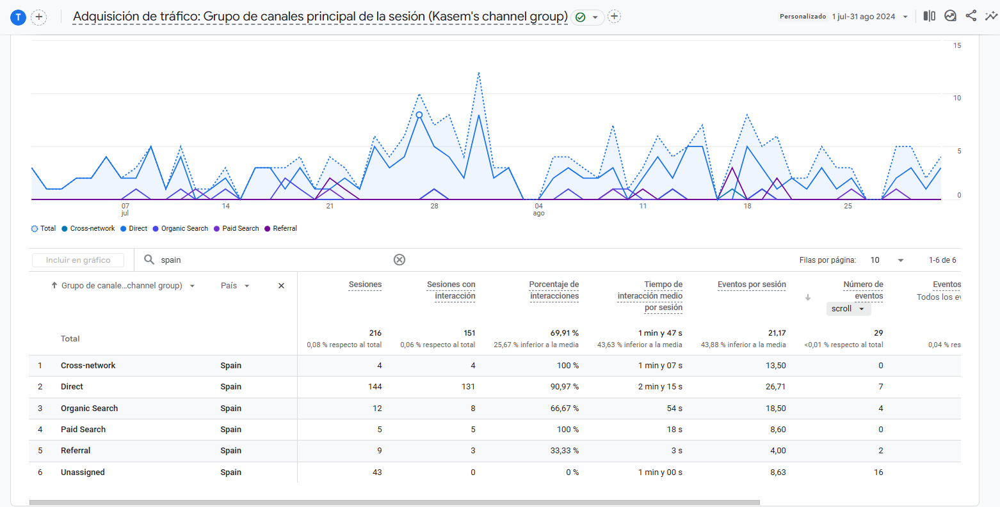 T
Adquisición de tráfico: Grupo de canales principal de la sesión (Kasem's channel group)
Personalizado 1 jul-31 ago 2024
15
10
5
0
07
jul
14
21
28
04
ago
11
18
25
Total Cross-network Direct Organic Search Paid Search Referral
Incluir en gráfico
spain
Filas por página: 10 1-6 de 6
Grupo de canale...channel group) País
Sesiones
Sesiones con
interacción
Porcentaje de
interacciones
Tiempo de
interacción medio
por sesión
Eventos por sesión
Número de
eventos
scroll
Eventos
Todos los ev
Total
216 151 69,91 % 1 min y 47 s 21,17 29
0,08 % respecto al total 0,06 % respecto al total 25,67 % inferior a la media 43,63 % inferior a la media 43,88 % inferior a la media <0,01 % respecto al total 0,04 % res
1 Cross-network Spain 4 4 100 % 1 min y 07 s 13,50 0
2 Direct Spain 144 131 90,97 % 2 min y 15 s 26,71 7
3 Organic Search Spain 12 8 66,67 % 54 s 18,50 4
4 Paid Search Spain 5 5 100 % 18 s 8,60 0
5 Referral Spain 9 3 33,33 % 3 s 4,00 2
6 Unassigned Spain 43 0 0 % 1 min y 00 s 8,63 16